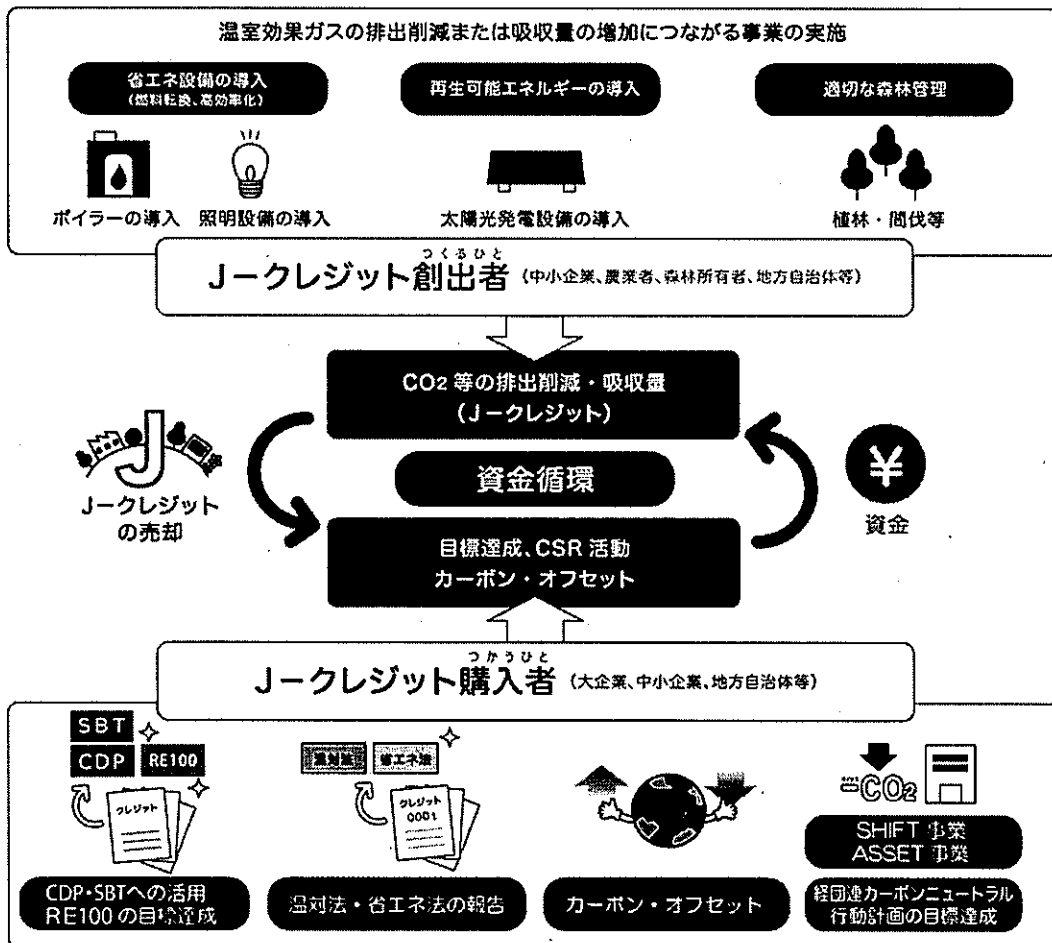 温室効果ガスの排出削減または吸収量の増加につながる事業の実施
省エネ設備の導入
(燃料転換、高効率化)
再生可能エネルギーの導入
適切な森林管理
ボイラーの導入
照明設備の導入
太陽光発電設備の導入
植林・間伐等
つくるひと
J－クレジット創出者 (中小企業、農業者、森林所有者、地方自治体等)
CO2 等の排出削減・吸収量
(J－クレジット)
J
J－クレジット
の売却
資金循環
¥
資金
目標達成、CSR 活動
カーボン・オフセット
つかうひと
J－クレジット購入者 (大企業、中小企業、地方自治体等)
SBT
CDP RE100
クレジット
CDP・SBTへの活用
RE100 の目標達成
温対法 省エネ法
クレジット
0001
温対法・省エネ法の報告
カーボン・オフセット
CO2
SHIFT 事業
ASSET 事業
経団連カーボンニュートラル
行動計画の目標達成